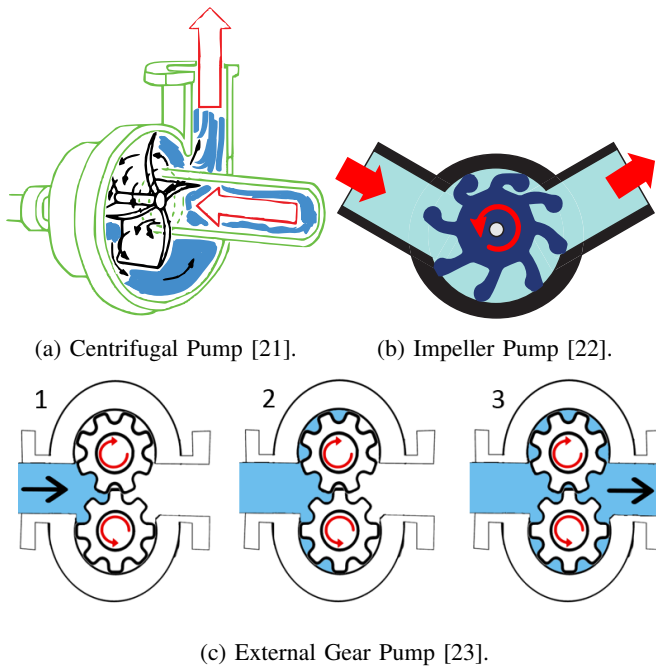 (a) Centrifugal Pump [21].
(b) Impeller Pump [22].
1
2
3
(c) External Gear Pump [23].